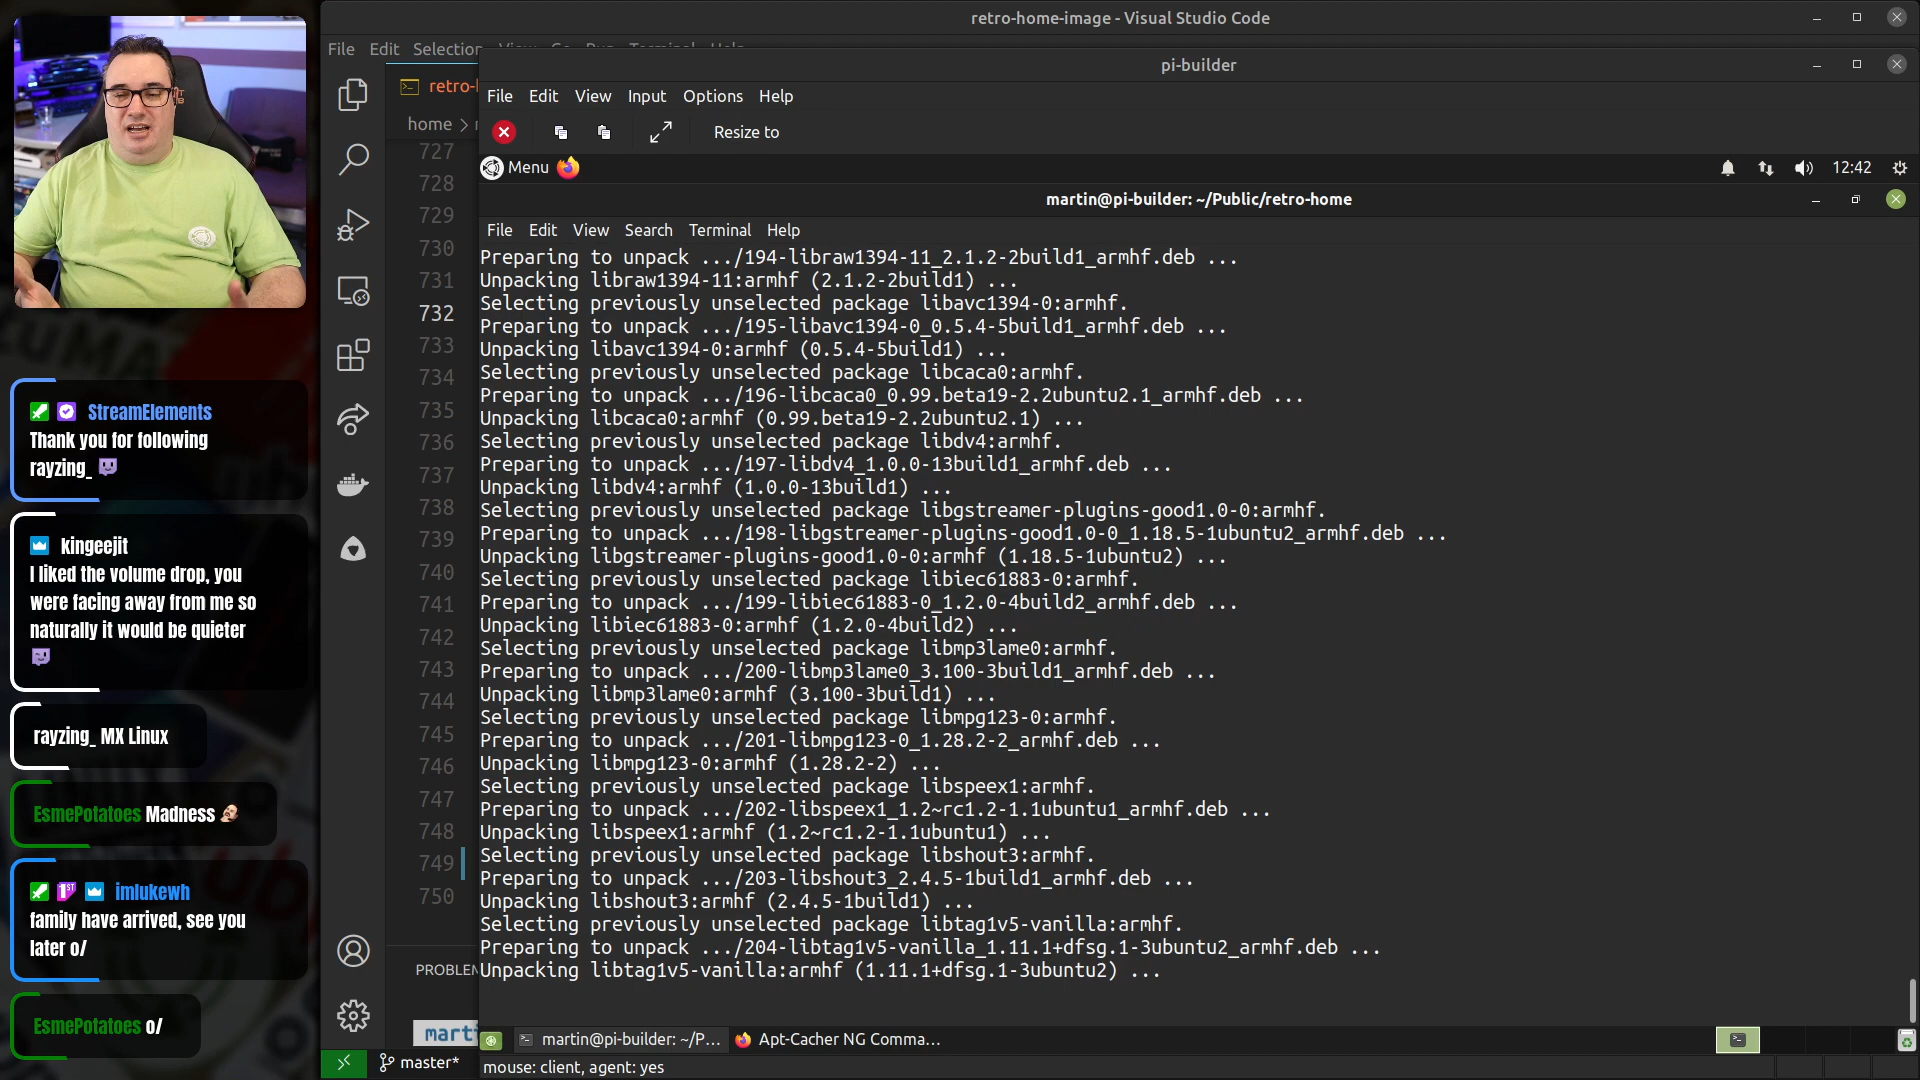 retro-home-image - Visual Studio Code
File Edit Selection View Go Run Terminal Help
pi-builder
retro-
File Edit View Input Options Help
home >
Resize to
Menu
12:42
martin@pi-builder: ~/Public/retro-home
File Edit View Search Terminal Help
727
728
729
730
731
732
733
734
735
736
737
738
739
740
741
742
743
744
745
746
747
748
749
750
Preparing to unpack .../194-libraw1394-11_2.1.2-2build1_armhf.deb ...
Unpacking libraw1394-11:armhf (2.1.2-2build1) ...
Selecting previously unselected package libavc1394-0:armhf.
Preparing to unpack .../195-libavc1394-0_0.5.4-5build1_armhf.deb ...
Unpacking libavc1394-0:armhf (0.5.4-5build1) ...
Selecting previously unselected package libcaca0:armhf.
Preparing to unpack .../196-libcaca0_0.99.beta19-2.2ubuntu2.1_armhf.deb ...
Unpacking libcaca0:armhf (0.99.beta19-2.2ubuntu2.1) ...
Selecting previously unselected package libdv4:armhf.
Preparing to unpack .../197-libdv4_1.0.0-13build1_armhf.deb ...
Unpacking libdv4:armhf (1.0.0-13build1) ...
Selecting previously unselected package libgstreamer-plugins-good1.0-0:armhf.
Preparing to unpack .../198-libgstreamer-plugins-good1.0-0_1.18.5-1ubuntu2_armhf.deb ...
Unpacking libgstreamer-plugins-good1.0-0:armhf (1.18.5-1ubuntu2) ...
Selecting previously unselected package libiec61883-0:armhf.
Preparing to unpack .../199-libiec61883-0_1.2.0-4build2_armhf.deb ...
Unpacking libiec61883-0:armhf (1.2.0-4build2) ...
Selecting previously unselected package libmp3lame0:armhf.
Preparing to unpack .../200-libmp3lame0_3.100-3build1_armhf.deb ...
Unpacking libmp3lame0:armhf (3.100-3build1) ...
Selecting previously unselected package libmpg123-0:armhf.
Preparing to unpack .../201-libmpg123-0_1.28.2-2_armhf.deb ...
Unpacking libmpg123-0:armhf (1.28.2-2) ...
Selecting previously unselected package libspeex1:armhf.
Preparing to unpack .../202-libspeex1_1.2~rc1.2-1.1ubuntu1_armhf.deb ...
Unpacking libspeex1:armhf (1.2~rc1.2-1.1ubuntu1) ...
Selecting previously unselected package libshout3:armhf.
Preparing to unpack .../203-libshout3_2.4.5-1build1_armhf.deb ...
Unpacking libshout3:armhf (2.4.5-1build1) ...
Selecting previously unselected package libtag1v5-vanilla:armhf.
Preparing to unpack .../204-libtag1v5-vanilla_1.11.1+dfsg.1-3ubuntu2_armhf.deb ...
Unpacking libtag1v5-vanilla:armhf (1.11.1+dfsg.1-3ubuntu2) ...
PROBLEM
marti
martin@pi-builder: ~/P...
Apt-Cacher NG Comma...
master*
mouse: client, agent: yes
StreamElements
Thank you for following
rayzing_
kingeejit
I liked the volume drop, you
were facing away from me so
naturally it would be quieter
rayzing_ MX Linux
EsmePotatoes Madness
imlukewh
family have arrived, see you
later o/
EsmePotatoes o/